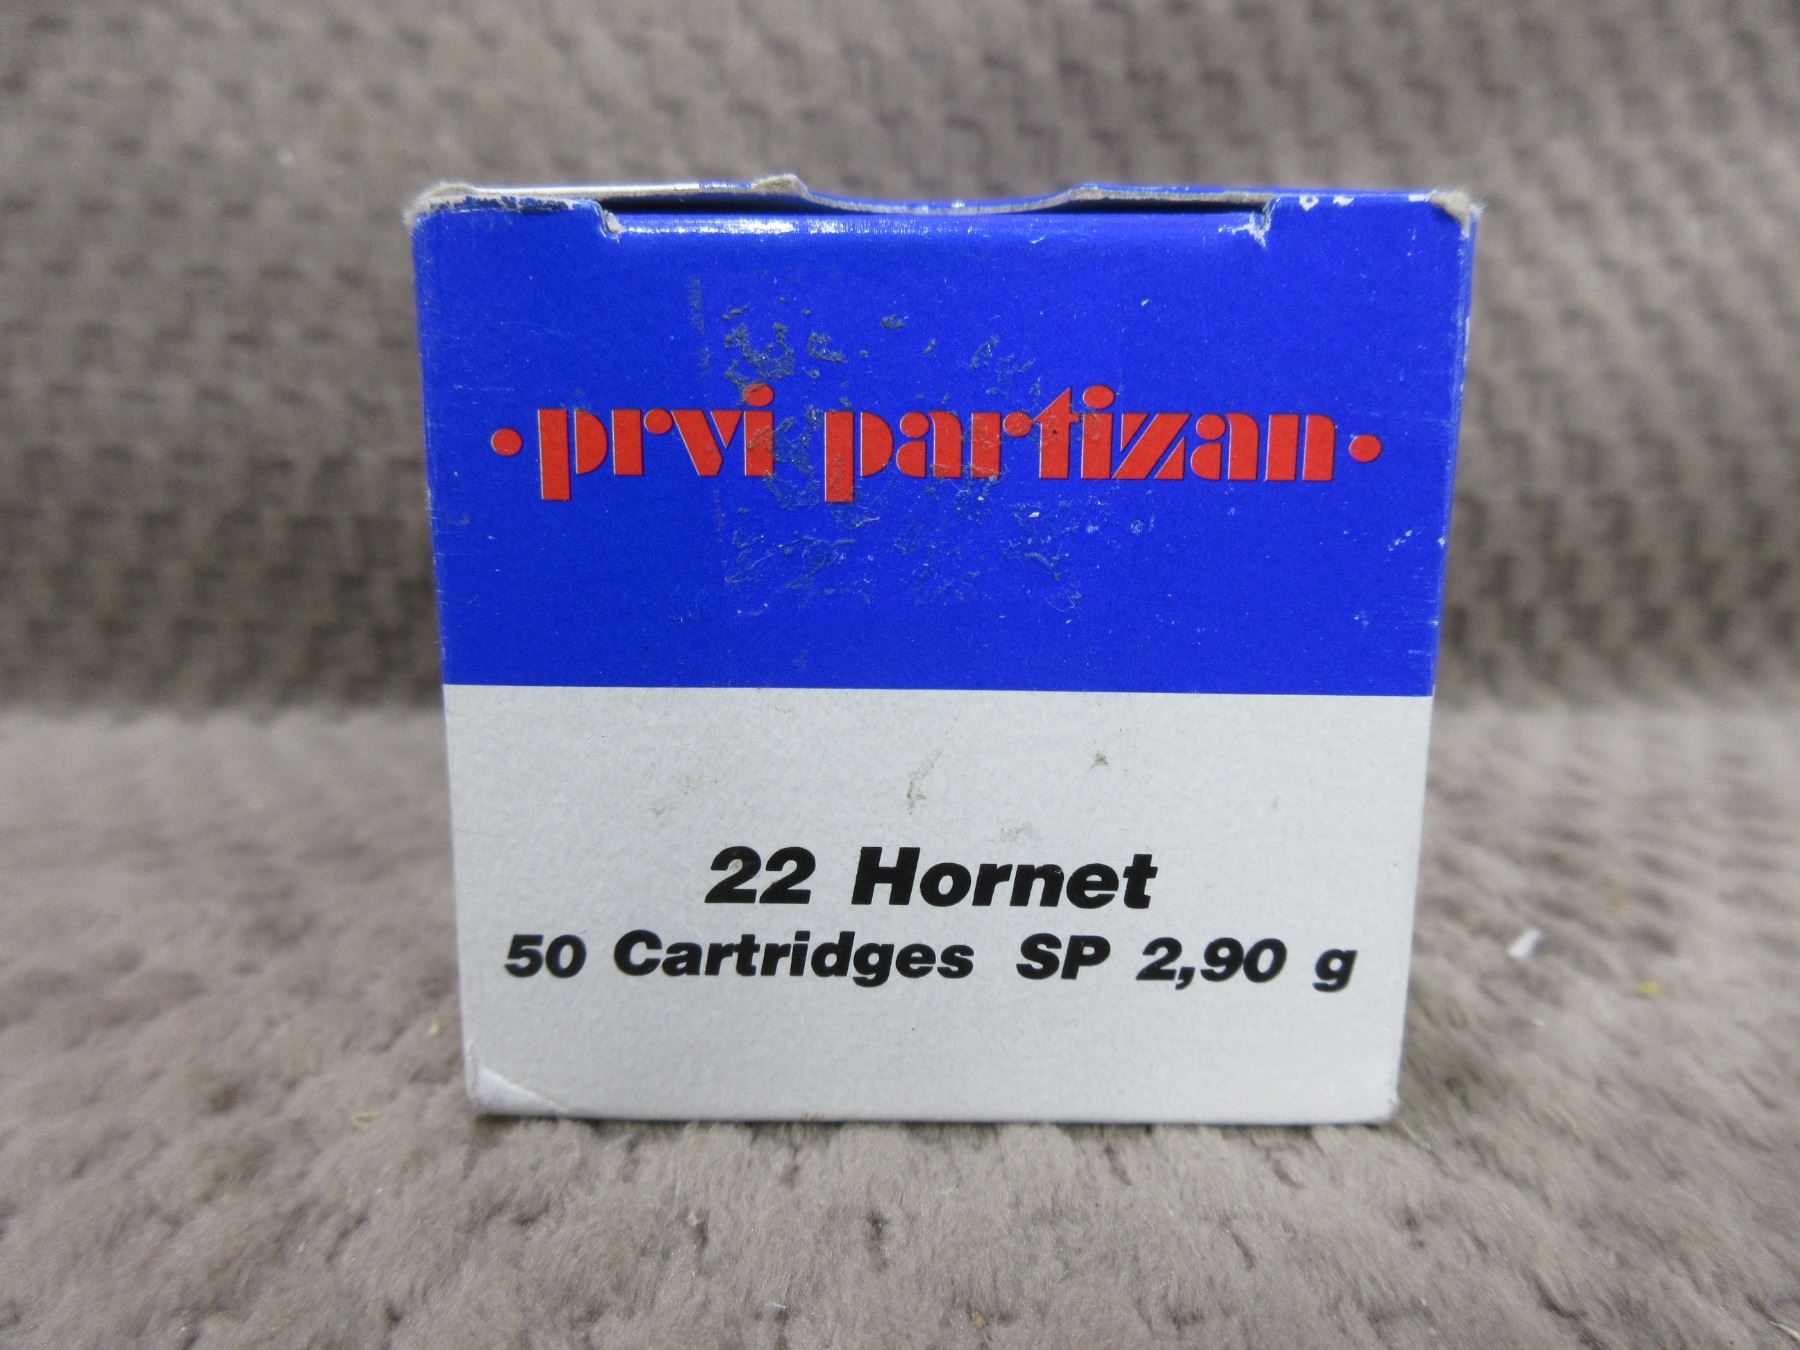 • prvi partizan •
22 Hornet
50 Cartridges SP 2,90 g